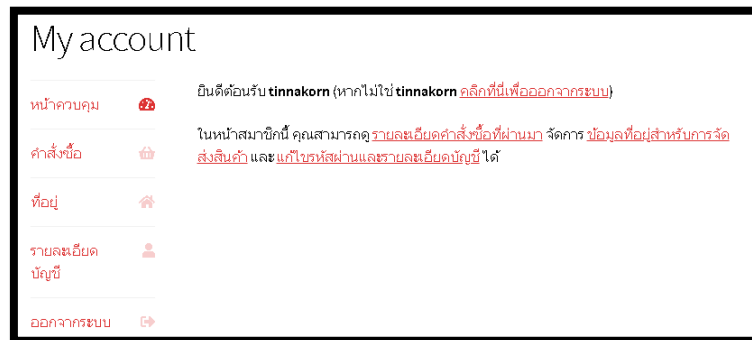 My account
หน้าควบคุม
คำสั่งซื้อ
ที่อยู่
รายละเอียด
บัญชี
ออกจากระบบ
ยินดีต้อนรับ tinnakorn (หากไม่ใช่ tinnakorn คลิกที่นี่เพื่อออกจากระบบ)
ในหน้าสมาชิกนี้ คุณสามารถดู รายละเอียดคำสั่งซื้อที่ผ่านมา จัดการ ข้อมูลที่อยู่สำหรับการจัด
ส่งสินค้า และ แก้ไขรหัสผ่านและรายละเอียดบัญชี ได้